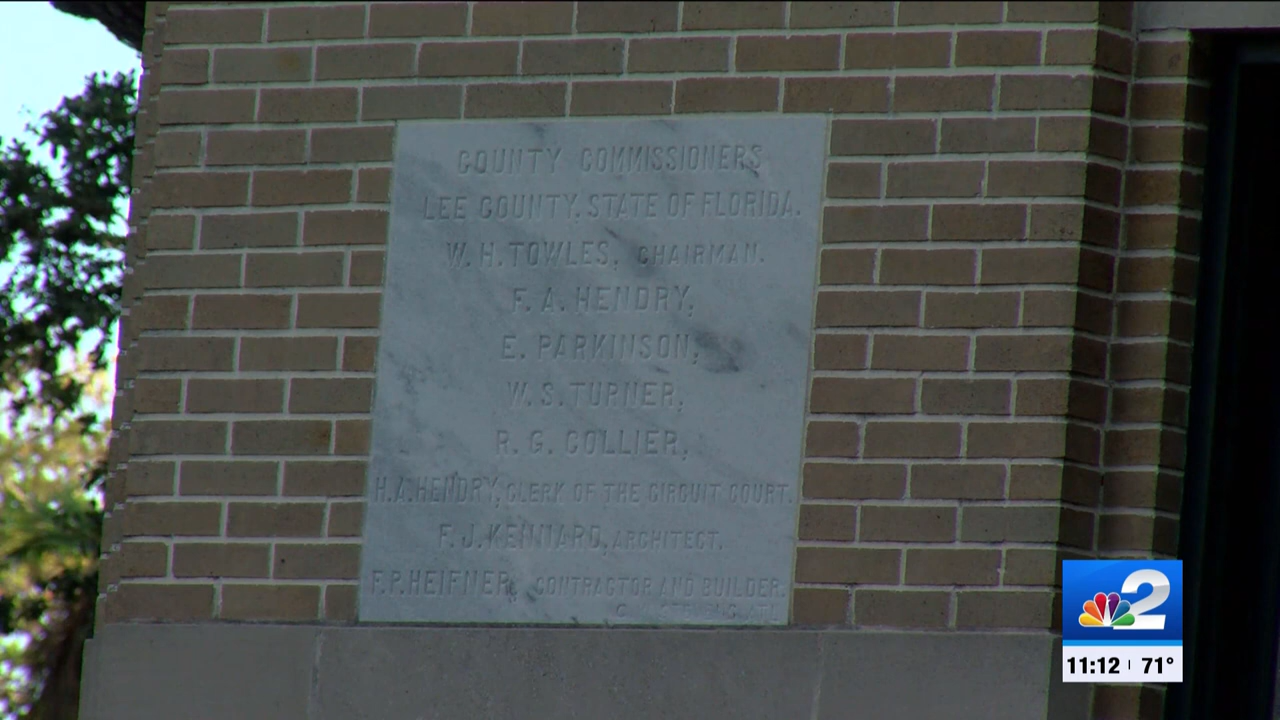 COUNTY COMMISSIONERS
LEE COUNTY, STATE OF FLORIDA.
W. H. TOWLES, CHAIRMAN.
F. A. HENDRY,
E. PARKINSON,
W. S. TURNER,
R. G. COLLIER,
H. A. HENDRY, CLERK OF THE CIRCUIT COURT.
F. J. KENNARD, ARCHITECT.
F. P. HEIFNER, CONTRACTOR AND BUILDER.
2
11:12 71°